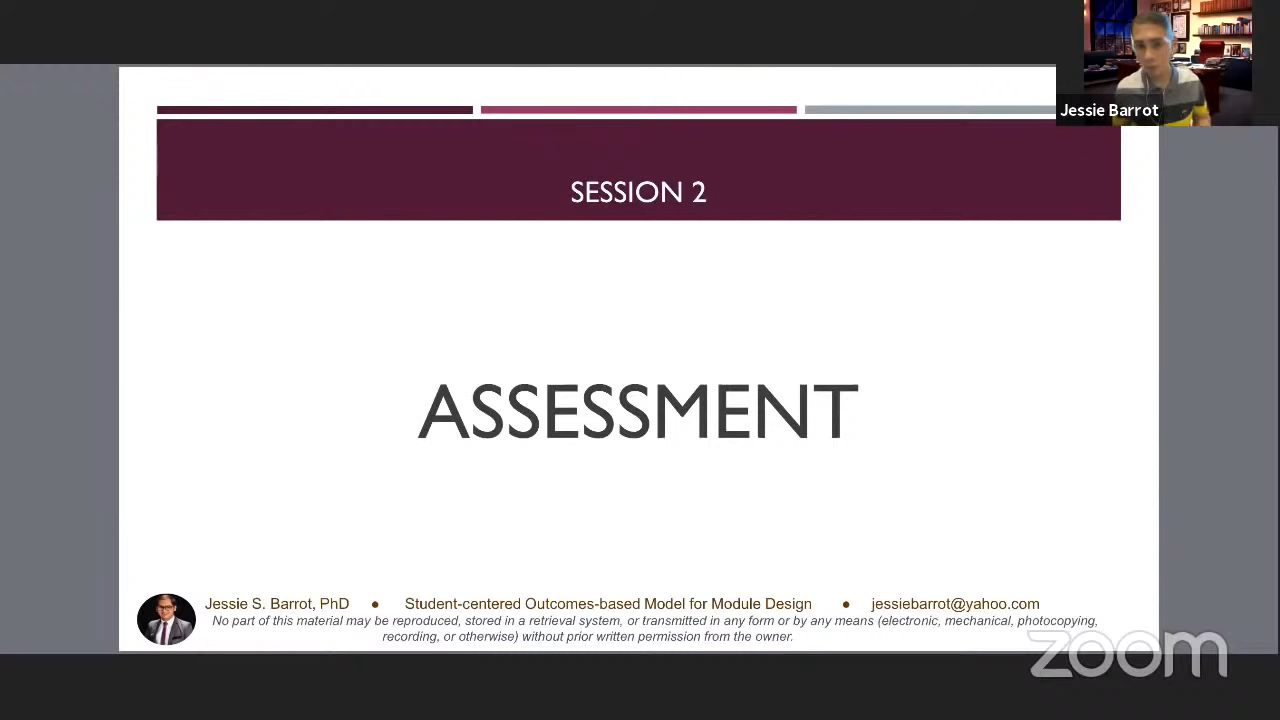 Jessie Barrot
SESSION 2
ASSESSMENT
Jessie S. Barrot, PhD ● Student-centered Outcomes-based Model for Module Design ● jessiebarrot@yahoo.com
No part of this material may be reproduced, stored in a retrieval system, or transmitted in any form or by any means (electronic, mechanical, photocopying,
recording, or otherwise) without prior written permission from the owner.
zoom